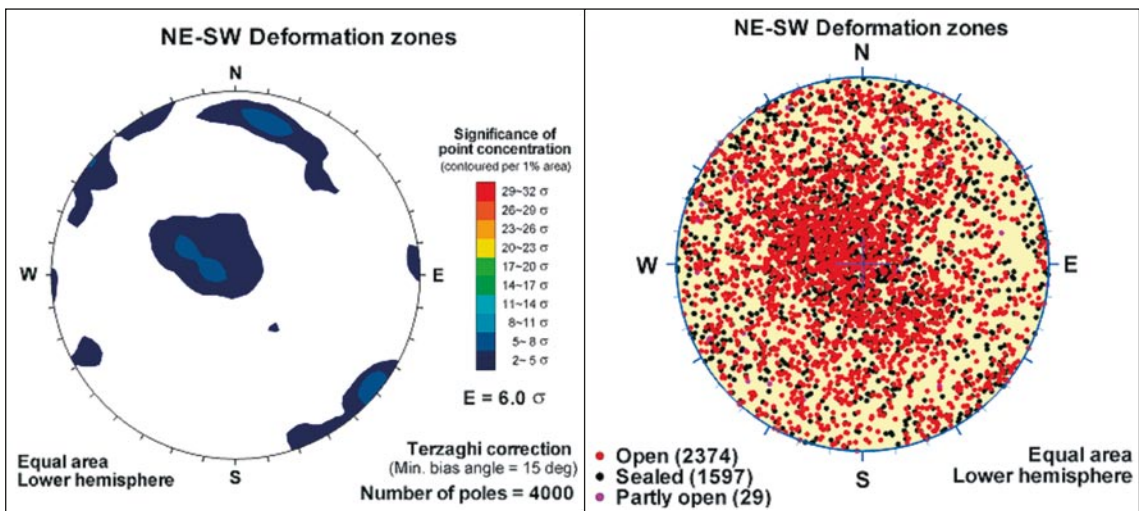 NE-SW Deformation zones
N
Significance of
point concentration
(contoured per 1% area)
29~32 σ
26~29 σ
23~26 σ
20~23 σ
17~20 σ
14~17 σ
11~14 σ
8~11 σ
5~8 σ
2~5 σ
W
E
E = 6.0 σ
Terzaghi correction
(Min. bias angle = 15 deg)
Number of poles = 4000
Equal area
Lower hemisphere
S
NE-SW Deformation zones
N
W
E
Open (2374)
Sealed (1597)
Partly open (29)
S
Equal area
Lower hemisphere